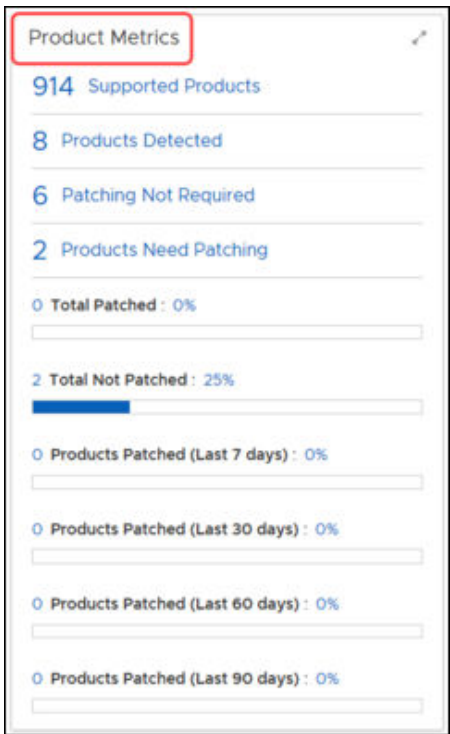 Product Metrics
914 Supported Products
8 Products Detected
6 Patching Not Required
2 Products Need Patching
0 Total Patched : 0%
2 Total Not Patched : 25%
0 Products Patched (Last 7 days) : 0%
0 Products Patched (Last 30 days) : 0%
0 Products Patched (Last 60 days) : 0%
0 Products Patched (Last 90 days) : 0%